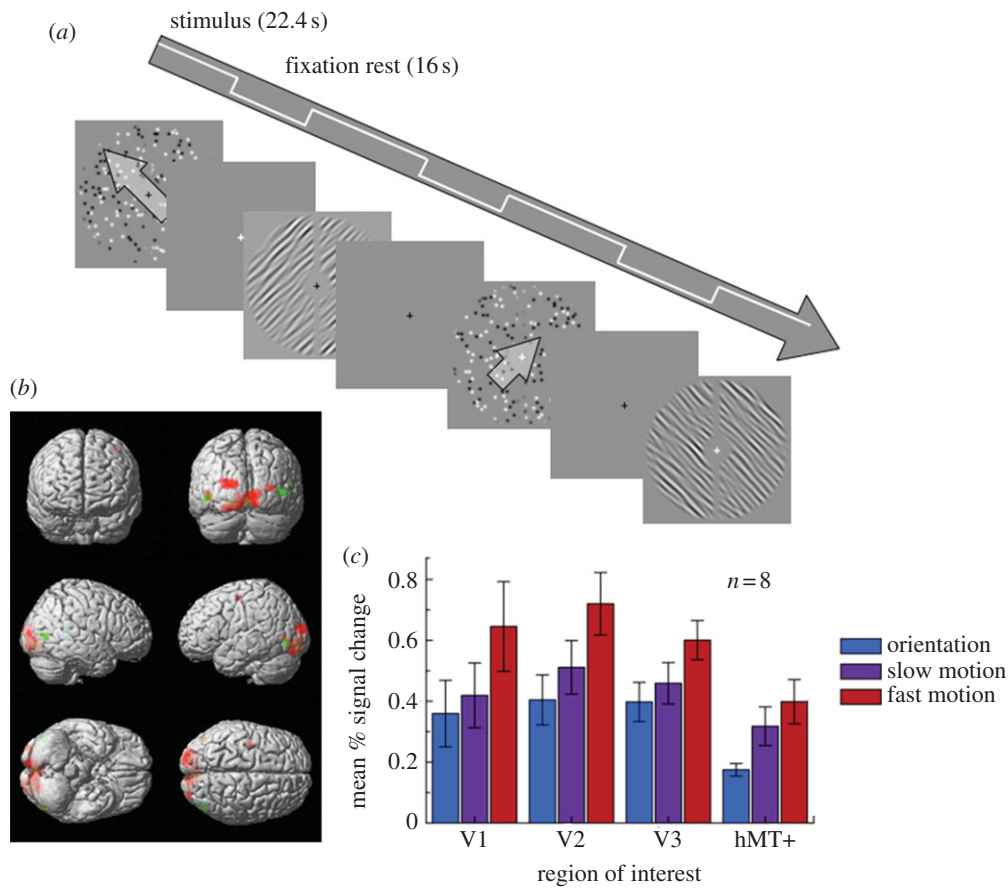 (a)
stimulus (22.4 s)
fixation rest (16 s)
(b)
(c)
n = 8
mean % signal change
0.8
0.6
0.4
0.2
0
V1 V2 V3 hMT+
region of interest
orientation
slow motion
fast motion